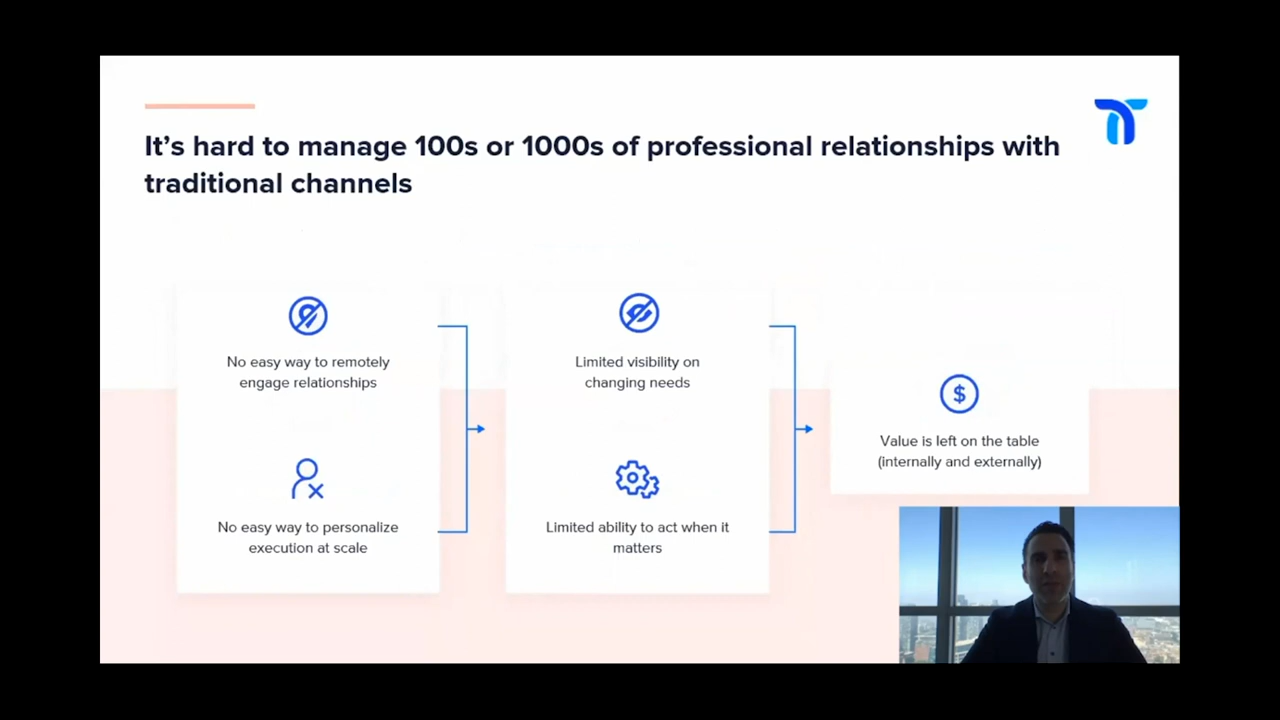 It's hard to manage 100s or 1000s of professional relationships with
traditional channels
No easy way to remotely
engage relationships
No easy way to personalize
execution at scale
Limited visibility on
changing needs
Limited ability to act when it
matters
$
Value is left on the table
(internally and externally)